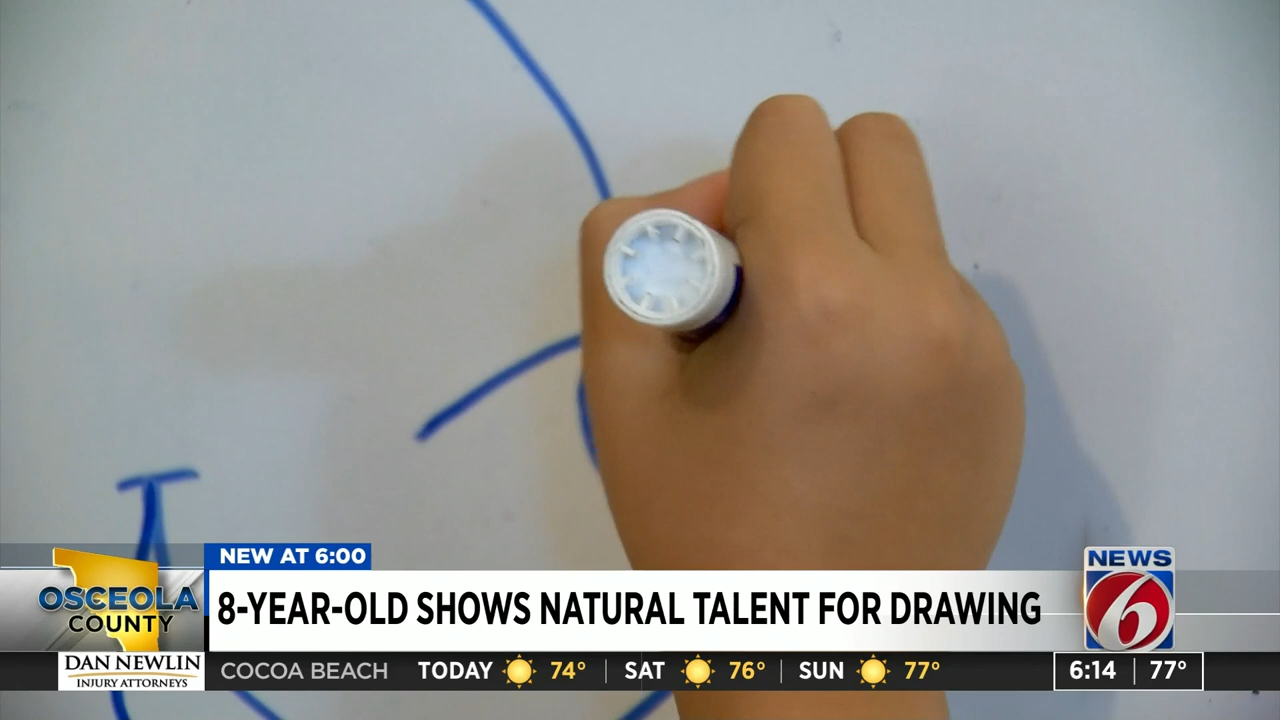 NEW AT 6:00
OSCEOLA
COUNTY
8-YEAR-OLD SHOWS NATURAL TALENT FOR DRAWING
NEWS
6
DAN NEWLIN
INJURY ATTORNEYS
COCOA BEACH TODAY 74° SAT 76° SUN 77°
6:14 77°